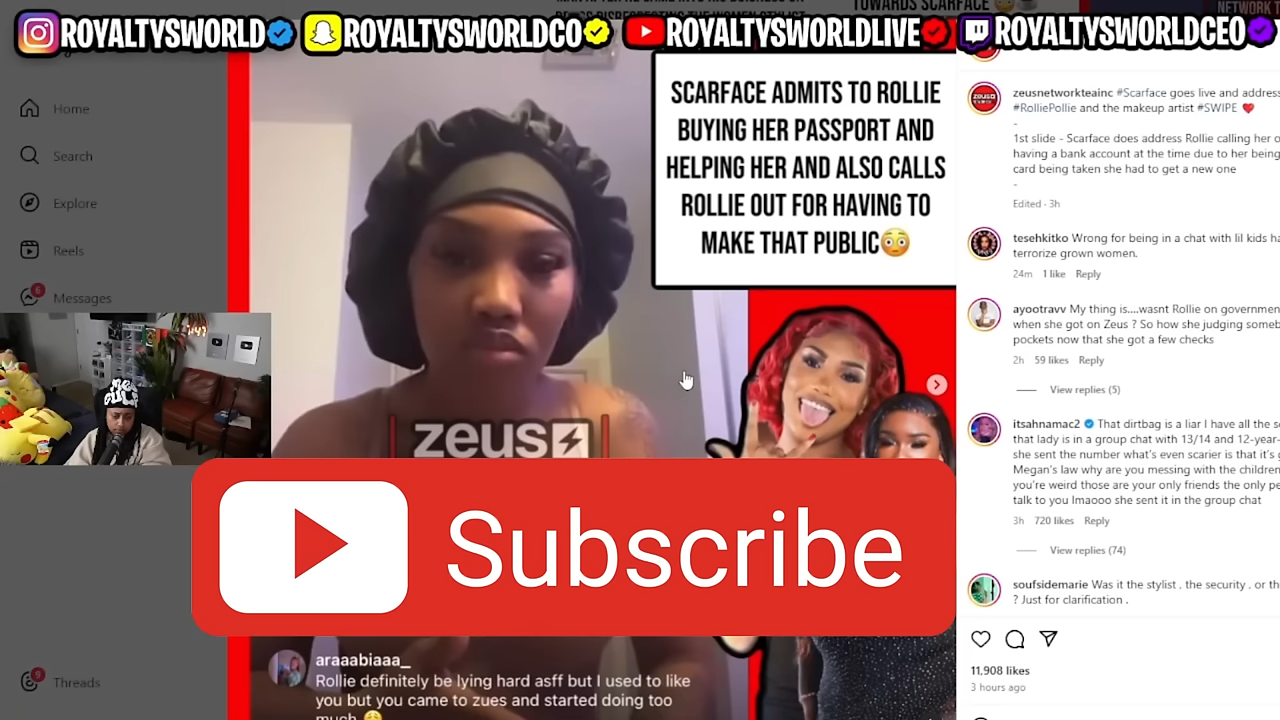 ROYALTYSWORLD
ROYALTYSWORLDCO
ROYALTYSWORLDLIVE
ROYALTYSWORLDCEO
TOWARDS SCARFACE
Home
Search
Explore
Reels
6
Messages
SCARFACE ADMITS TO ROLLIE
BUYING HER PASSPORT AND
HELPING HER AND ALSO CALLS
ROLLIE OUT FOR HAVING TO
MAKE THAT PUBLIC😳
zeus
Subscribe
araaabiaaa_
Rollie definitely be lying hard asff but I used to like
you but you came to zues and started doing too
much
9
Threads
zeusnetworkteainc #Scarface goes live and address
#RolliePollie and the makeup artist #SWIPE ♥
-
1st slide - Scarface does address Rollie calling her o
having a bank account at the time due to her being
card being taken she had to get a new one
-
Edited · 3h
tesehkitko Wrong for being in a chat with lil kids ha
terrorize grown women.
24m 1 like Reply
ayootravv My thing is....wasnt Rollie on governmen
when she got on Zeus ? So how she judging someb
pockets now that she got a few checks
2h 59 likes Reply
View replies (5)
itsahnamac2 That dirtbag is a liar I have all the s
that lady is in a group chat with 13/14 and 12-year-
she sent the number what's even scarier is that it's g
Megan's law why are you messing with the children
you're weird those are your only friends the only pe
talk to you lmaooo she sent it in the group chat
3h 720 likes Reply
View replies (74)
soufsidemarie Was it the stylist , the security , or th
? Just for clarification .
11,908 likes
3 hours ago